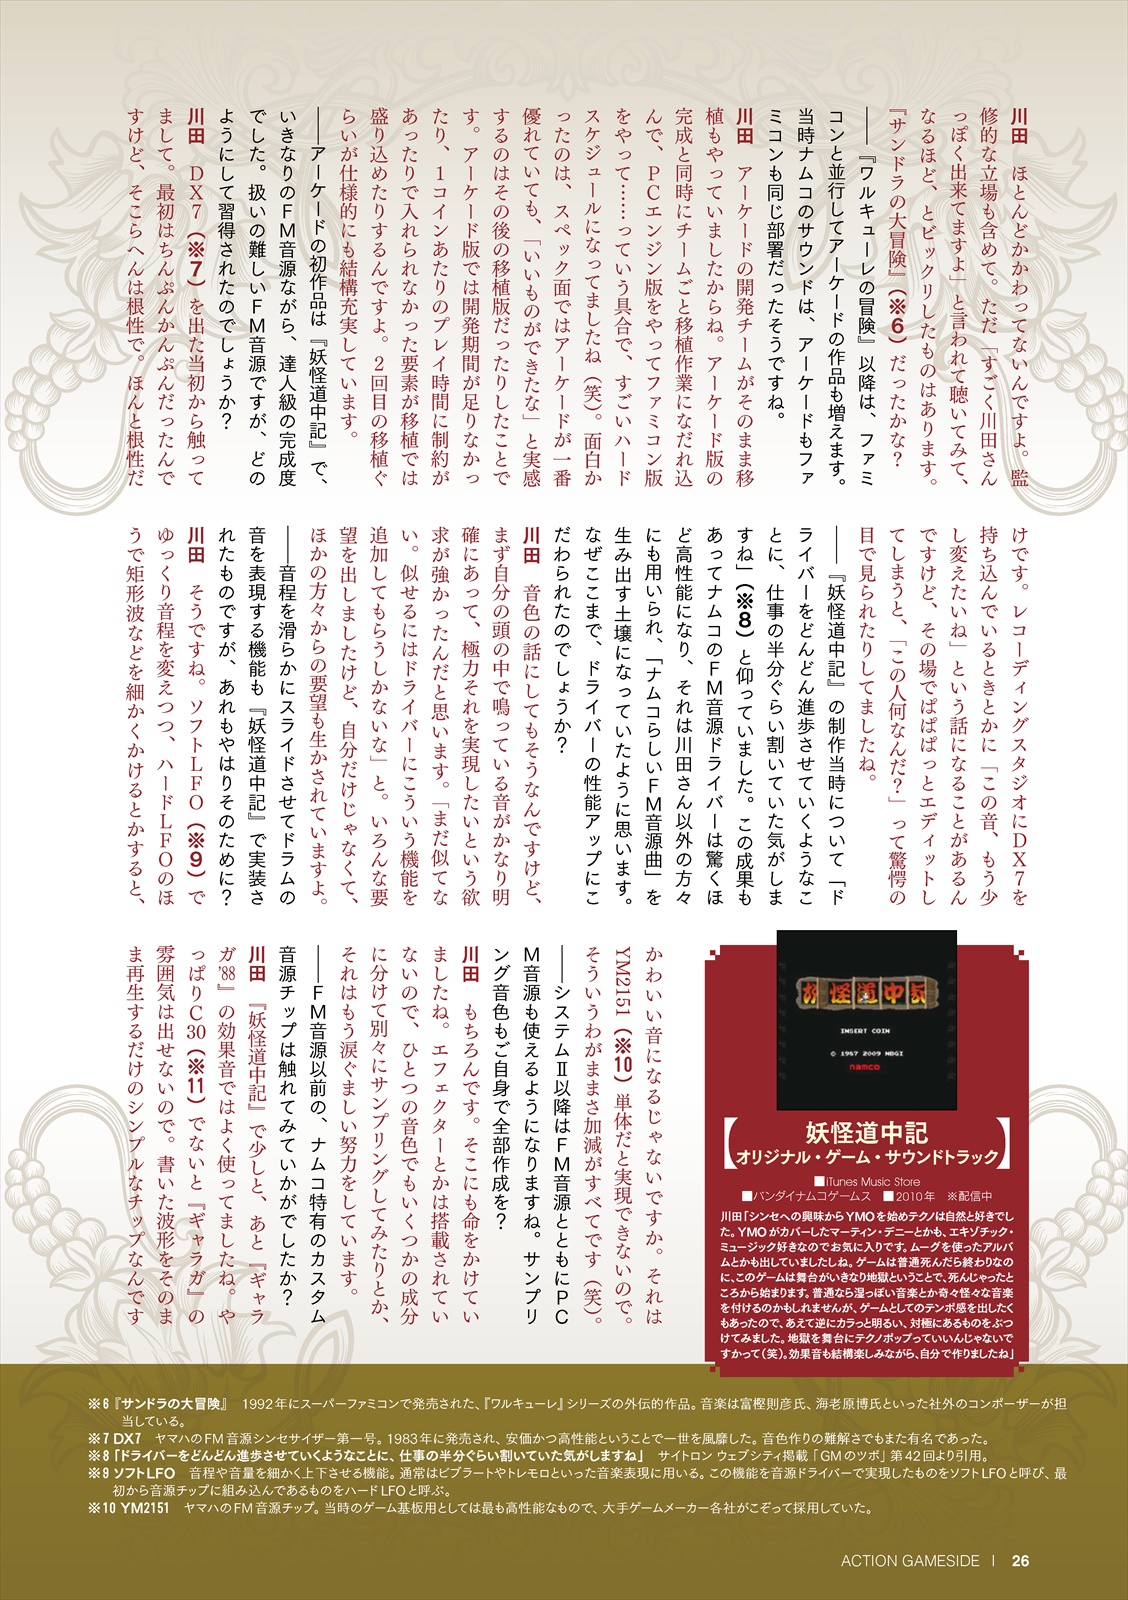 川田　ほとんどかかわってないんですよ。監
修的な立場も含めて。ただ「すごく川田さん
っぽく出来てますよ」と言われて聴いてみて、
なるほど、とビックリしたものはあります。
『サンドラの大冒険』（※6）だったかな？
――『ワルキューレの冒険』以降は、ファミ
コンと並行してアーケードの作品も増えます。
当時ナムコのサウンドは、アーケードもファ
ミコンも同じ部署だったそうですね。
川田　アーケードの開発チームがそのまま移
植もやっていましたからね。アーケード版の
完成と同時にチームごと移植作業になだれ込
んで、PCエンジン版をやってファミコン版
をやって……っていう具合で、すごいハード
スケジュールになってましたね（笑）。面白か
ったのは、スペック面ではアーケードが一番
優れていても、「いいものができたな」と実感
するのはその後の移植版だったりしたことで
す。アーケード版では開発期間が足りなかっ
たり、1コインあたりのプレイ時間に制約が
あったりで入れられなかった要素が移植では
盛り込めたりするんですよ。2回目の移植ぐ
らいが仕様的にも結構充実しています。
――アーケードの初作品は『妖怪道中記』で、
いきなりのFM音源ながら、達人級の完成度
でした。扱いの難しいFM音源ですが、どの
ようにして習得されたのでしょうか？
川田　DX7（※7）を出た当初から触って
まして。最初はちんぷんかんぷんだったんで
すけど、そこらへんは根性で。ほんと根性だ
けです。レコーディングスタジオにDX7を
持ち込んでいるときとかに「この音、もう少
し変えたいね」という話になることがあるん
ですけど、その場でぱぱぱっとエディットし
てしまうと、「この人何なんだ？」って驚愕の
目で見られたりしてましたね。
――『妖怪道中記』の制作当時について「ド
ライバーをどんどん進歩させていくようなこ
とに、仕事の半分ぐらい割いていた気がしま
すね」（※8）と仰っていました。この成果も
あってナムコのFM音源ドライバーは驚くほ
ど高性能になり、それは川田さん以外の方々
にも用いられ、「ナムコらしいFM音源曲」を
生み出す土壌になっていたように思います。
なぜここまで、ドライバーの性能アップにこ
だわられたのでしょうか？
川田　音色の話にしてもそうなんですけど、
まず自分の頭の中で鳴っている音がかなり明
確にあって、極力それを実現したいという欲
求が強かったんだと思います。「まだ似てな
い。似せるにはドライバーにこういう機能を
追加してもらうしかないな」と。いろんな要
望を出しましたけど、自分だけじゃなくて、
ほかの方々からの要望も生かされていますよ。
――音程を滑らかにスライドさせてドラムの
音を表現する機能も『妖怪道中記』で実装さ
れたものですが、あれもやはりそのために？
川田　そうですね。ソフトLFO（※9）で
ゆっくり音程を変えつつ、ハードLFOのほ
うで矩形波などを細かくかけるとかすると、
かわいい音になるじゃないですか。それは
YM2151（※10）単体だと実現できないので。
そういうわがままさ加減がすべてです（笑）。
――システムⅡ以降はFM音源とともにPC
M音源も使えるようになりますね。サンプリ
ング音色もご自身で全部作成を？
川田　もちろんです。そこにも命をかけてい
ましたね。エフェクターとかは搭載されてい
ないので、ひとつの音色でもいくつかの成分
に分けて別々にサンプリングしてみたりとか、
それはもう涙ぐましい努力をしています。
――FM音源以前の、ナムコ特有のカスタム
音源チップは触れてみていかがでしたか？
川田　『妖怪道中記』で少しと、あと『ギャラ
ガ'88』の効果音ではよく使ってましたね。や
っぱりC30（※11）でないと『ギャラガ』の
雰囲気は出せないので。書いた波形をそのま
ま再生するだけのシンプルなチップなんです
妖怪道中記
INSERT COIN
© 1987 2009 NBGI
namco
【妖怪道中記
オリジナル・ゲーム・サウンドトラック】
■iTunes Music Store
■バンダイナムコゲームス　■2010年　※配信中
川田「シンセへの興味からYMOを始めテクノは自然と好きでし
た。YMOがカバーしたマーティン・デニーとかも、エキゾチック・
ミュージック好きなのでお気に入りです。ムーグを使ったアルバ
ムとかも出していましたしね。ゲームは普通死んだら終わりなの
に、このゲームは舞台がいきなり地獄ということで、死んじゃったと
ころから始まります。普通なら湿っぽい音楽とか奇々怪々な音楽
を付けるのかもしれませんが、ゲームとしてのテンポ感を出したく
もあったので、あえて逆にカラっと明るい、対極にあるものをぶつ
けてみました。地獄を舞台にテクノポップっていいんじゃないで
すかって（笑）。効果音も結構楽しみながら、自分で作りましたね」
※6『サンドラの大冒険』　1992年にスーパーファミコンで発売された、『ワルキューレ』シリーズの外伝的作品。音楽は富樫則彦氏、海老原博氏といった社外のコンポーザーが担
当している。
※7 DX7　ヤマハのFM音源シンセサイザー第一号。1983年に発売され、安価かつ高性能ということで一世を風靡した。音色作りの難解さでもまた有名であった。
※8「ドライバーをどんどん進歩させていくようなことに、仕事の半分ぐらい割いていた気がしますね」　サイトロン ウェブシティ掲載「GMのツボ」第42回より引用。
※9 ソフトLFO　音程や音量を細かく上下させる機能。通常はビブラートやトレモロといった音楽表現に用いる。この機能を音源ドライバーで実現したものをソフトLFOと呼び、最
初から音源チップに組み込んであるものをハードLFOと呼ぶ。
※10 YM2151　ヤマハのFM音源チップ。当時のゲーム基板用としては最も高性能なもので、大手ゲームメーカー各社がこぞって採用していた。
ACTION GAMESIDE | 26